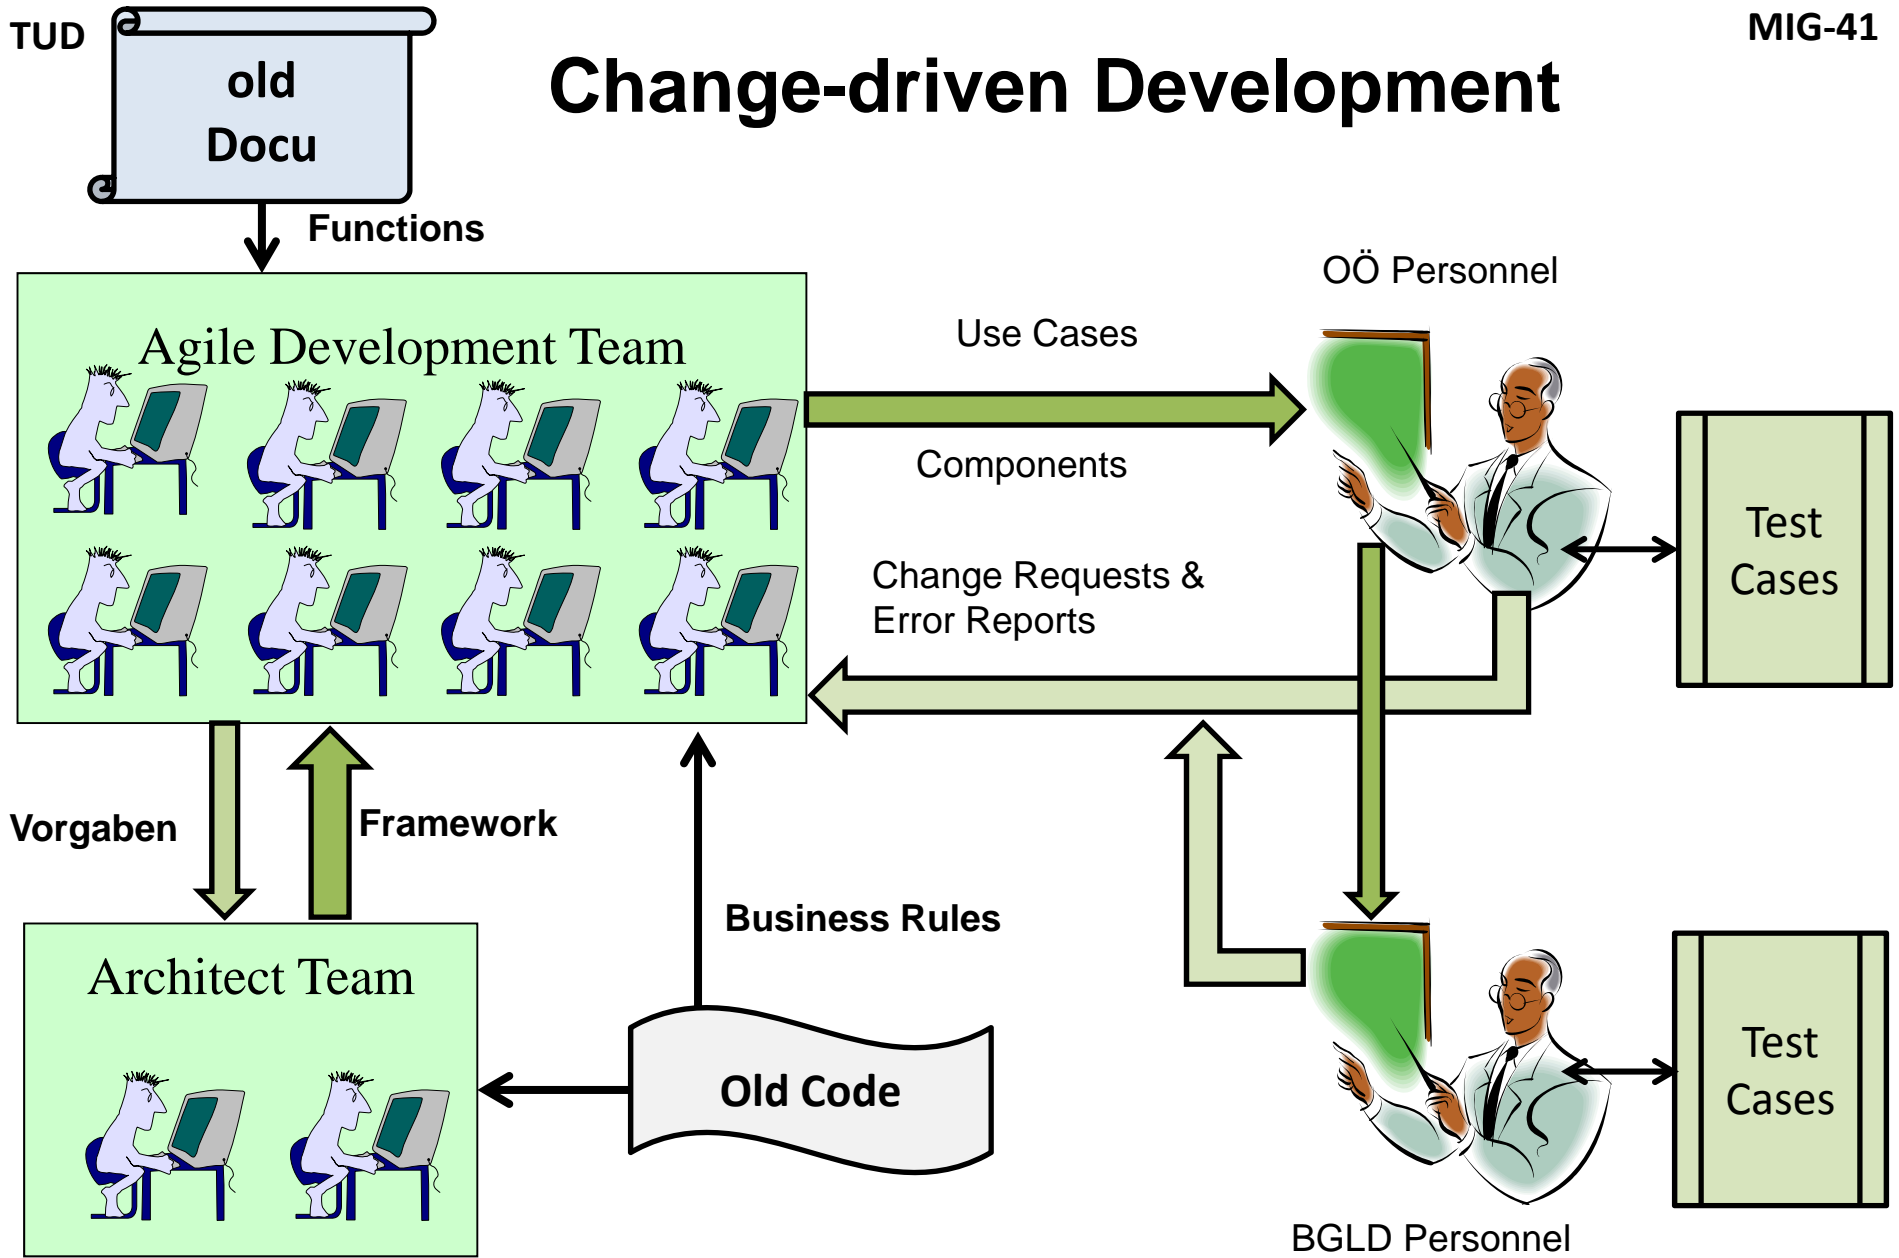 TUD
MIG-41
old
Docu
Change-driven Development
Functions
OÖ Personnel
Agile Development Team
Use Cases
Components
Test
Cases
Change Requests &
Error Reports
Vorgaben
Framework
Business Rules
Architect Team
Old Code
Test
Cases
BGLD Personnel